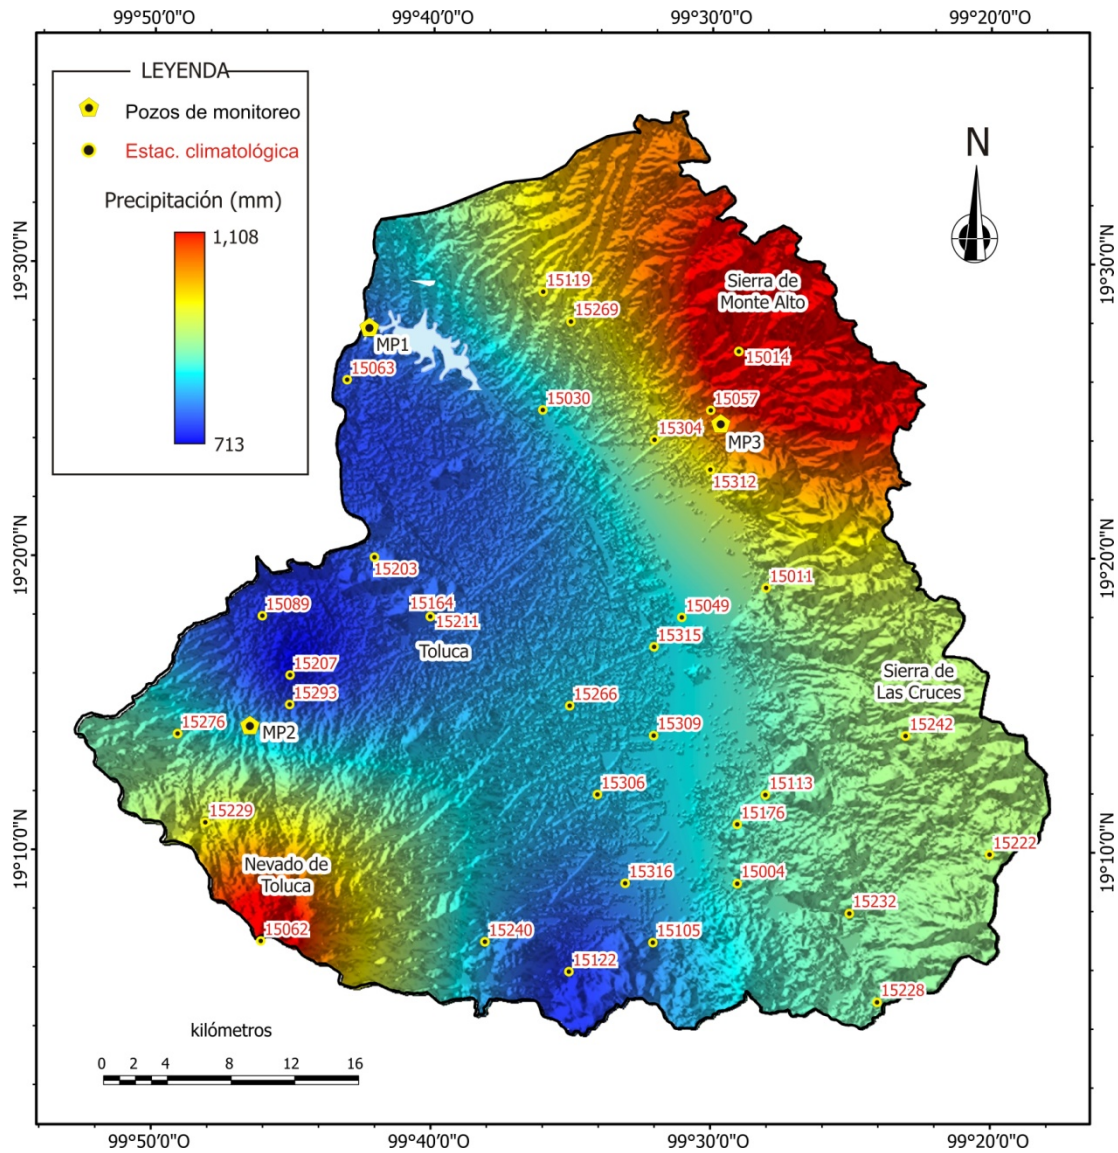 99°50'0"O
99°40'0"O
99°30'0"O
99°20'0"O
LEYENDA
Pozos de monitoreo
Estac. climatológica
Precipitación (mm)
1,108
713
N
19°30'0"N
19°30'0"N
15119
15269
Sierra de
Monte Alto
MP1
15014
15063
15030
15057
15304
MP3
15312
19°20'0"N
19°20'0"N
15203
15011
15089
15164
15211
15049
Toluca
15315
15207
Sierra de
Las Cruces
15293
15266
15276
MP2
15309
15242
15306
15113
15229
15176
19°10'0"N
19°10'0"N
15222
Nevado de
Toluca
15316
15004
15232
15062
15240
15105
15122
15228
kilómetros
0 2 4 8 12 16
99°50'0"O
99°40'0"O
99°30'0"O
99°20'0"O